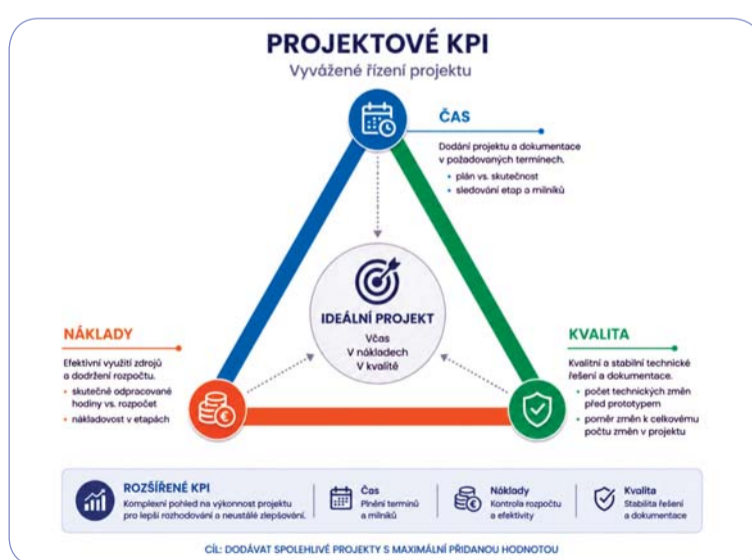 PROJEKTOVÉ KPI
Vyvážené řízení projektu
ČAS
Dodání projektu a dokumentace
v požadovaných termínech.
• plán vs. skutečnost
• sledování etap a milníků
IDEÁLNÍ PROJEKT
Včas
V nákladech
V kvalitě
NÁKLADY
Efektivní využití zdrojů
a dodržení rozpočtu.
• skutečně odpracované
hodiny vs. rozpočet
• nákladovost v etapách
KVALITA
Kvalitní a stabilní technické
řešení a dokumentace.
• počet technických změn
před prototypem
• poměr změn k celkovému
počtu změn v projektu
ROZŠÍŘENÉ KPI
Komplexní pohled na výkonnost projektu
pro lepší rozhodování a neustálé zlepšování.
Čas
Plnění termínů
a milníků
Náklady
Kontrola rozpočtu
a efektivity
Kvalita
Stabilita řešení
a dokumentace
CÍL: DODÁVAT SPOLEHLIVÉ PROJEKTY S MAXIMÁLNÍ PŘIDANOU HODNOTOU